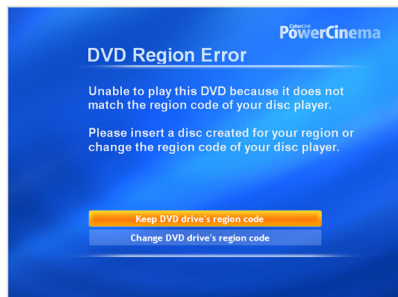 CyberLink
PowerCinema
DVD Region Error
Unable to play this DVD because it does not
match the region code of your disc player.
Please insert a disc created for your region or
change the region code of your disc player.
Keep DVD drive's region code
Change DVD drive's region code